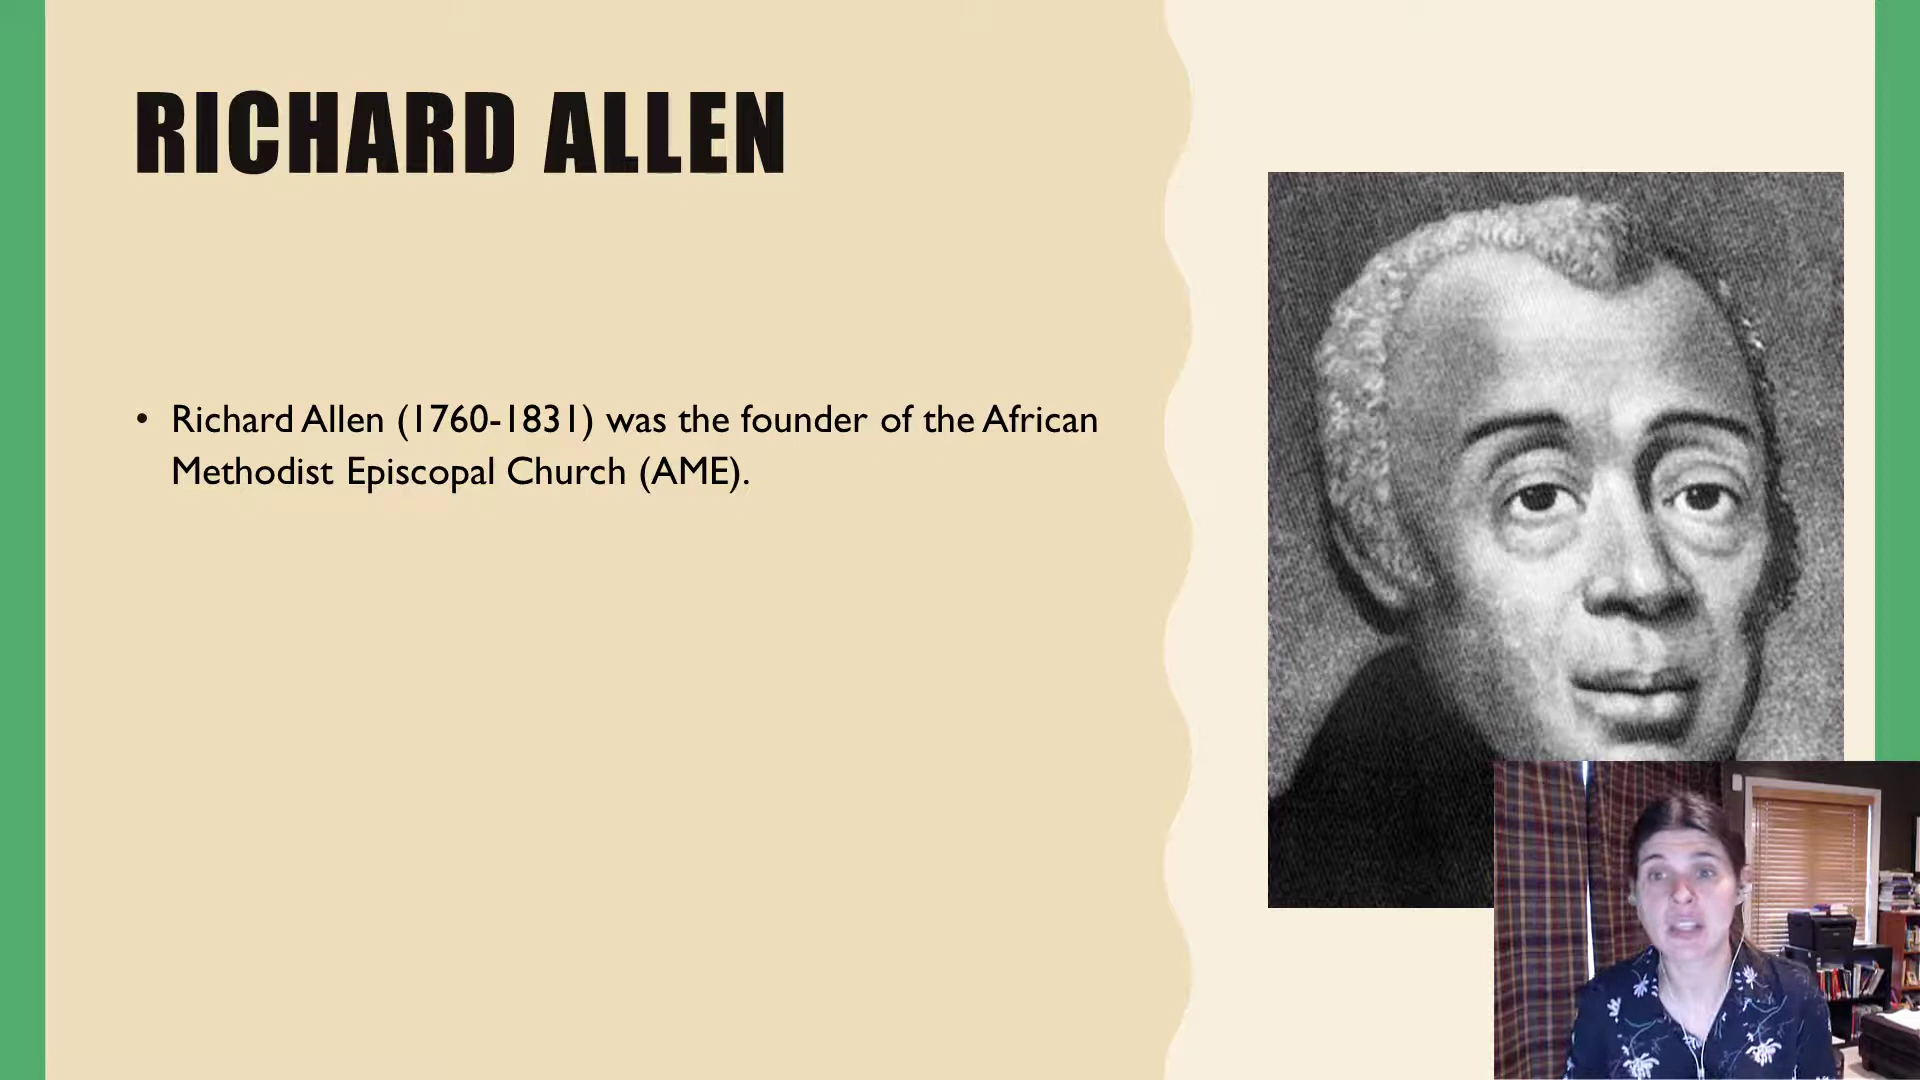 RICHARD ALLEN
• Richard Allen (1760-1831) was the founder of the African
Methodist Episcopal Church (AME).